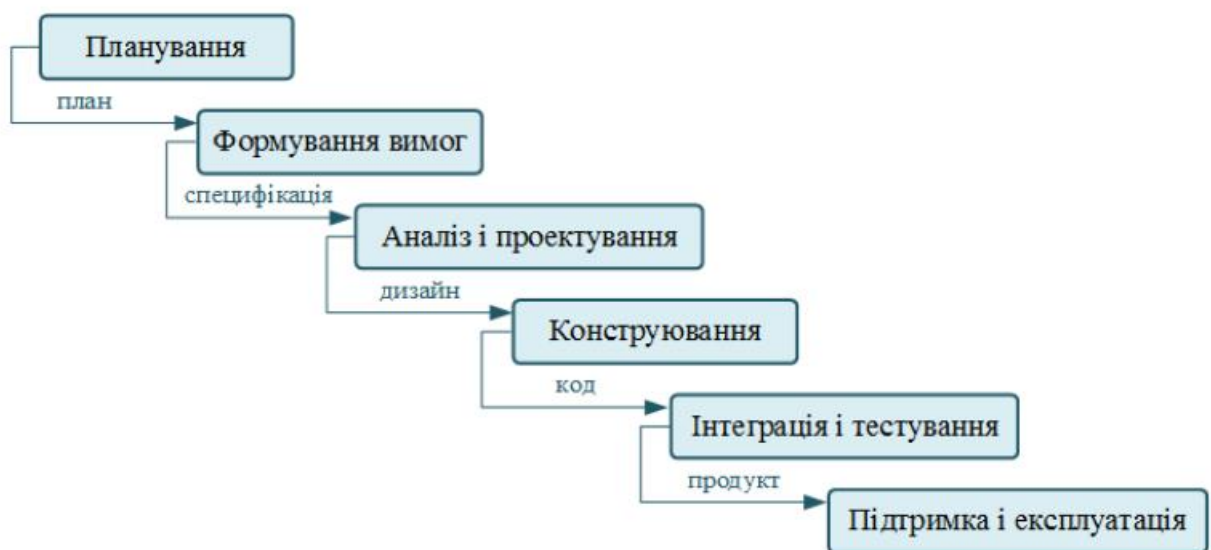 Планування
план
Формування вимог
специфікація
Аналіз і проектування
дизайн
Конструювання
код
Інтеграція і тестування
продукт
Підтримка і експлуатація